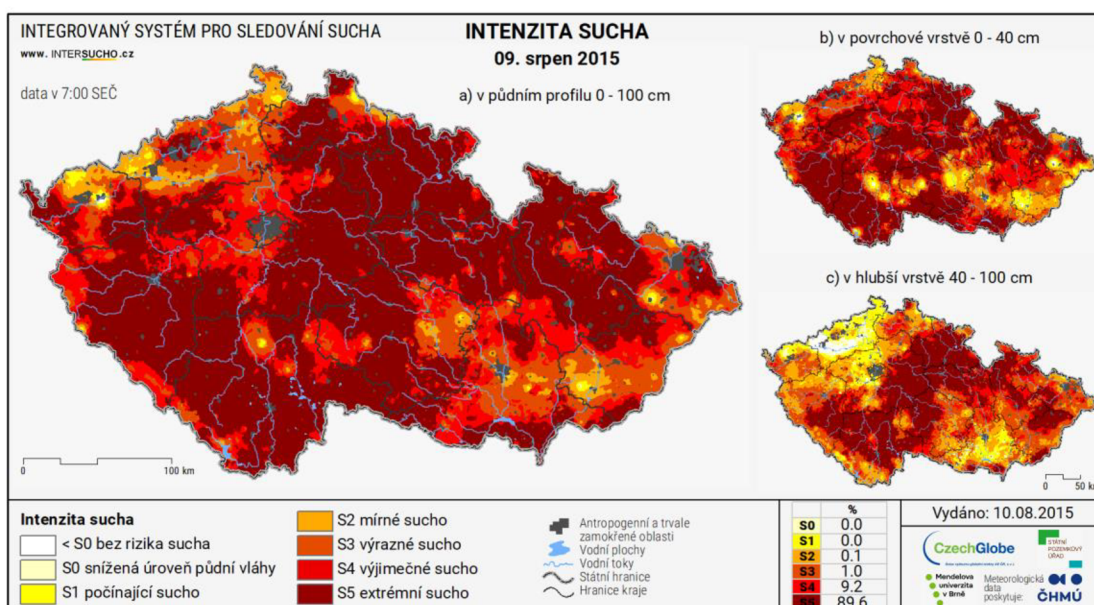 INTEGROVANÝ SYSTÉM PRO SLEDOVÁNÍ SUCHA
www. INTERSUCHO.cz
data v 7:00 SEČ
INTENZITA SUCHA
09. srpen 2015
a) v půdním profilu 0 - 100 cm
b) v povrchové vrstvě 0 - 40 cm
c) v hlubší vrstvě 40 - 100 cm
0 100 km
0 50 km
Intenzita sucha
< S0 bez rizika sucha
S0 snížená úroveň půdní vláhy
S1 počínající sucho
S2 mírné sucho
S3 výrazné sucho
S4 výjimečné sucho
S5 extrémní sucho
Antropogenní a trvale
zamokřené oblasti
Vodní plochy
Vodní toky
Státní hranice
Hranice kraje
%
S0 0.0
S1 0.0
S2 0.1
S3 1.0
S4 9.2
S5 89.6
Vydáno: 10.08.2015
CzechGlobe
STÁTNÍ
POZEMKOVÝ
ÚŘAD
Mendelova
univerzita
v Brně
Meteorologická
data
poskytuje:
ČHMÚ